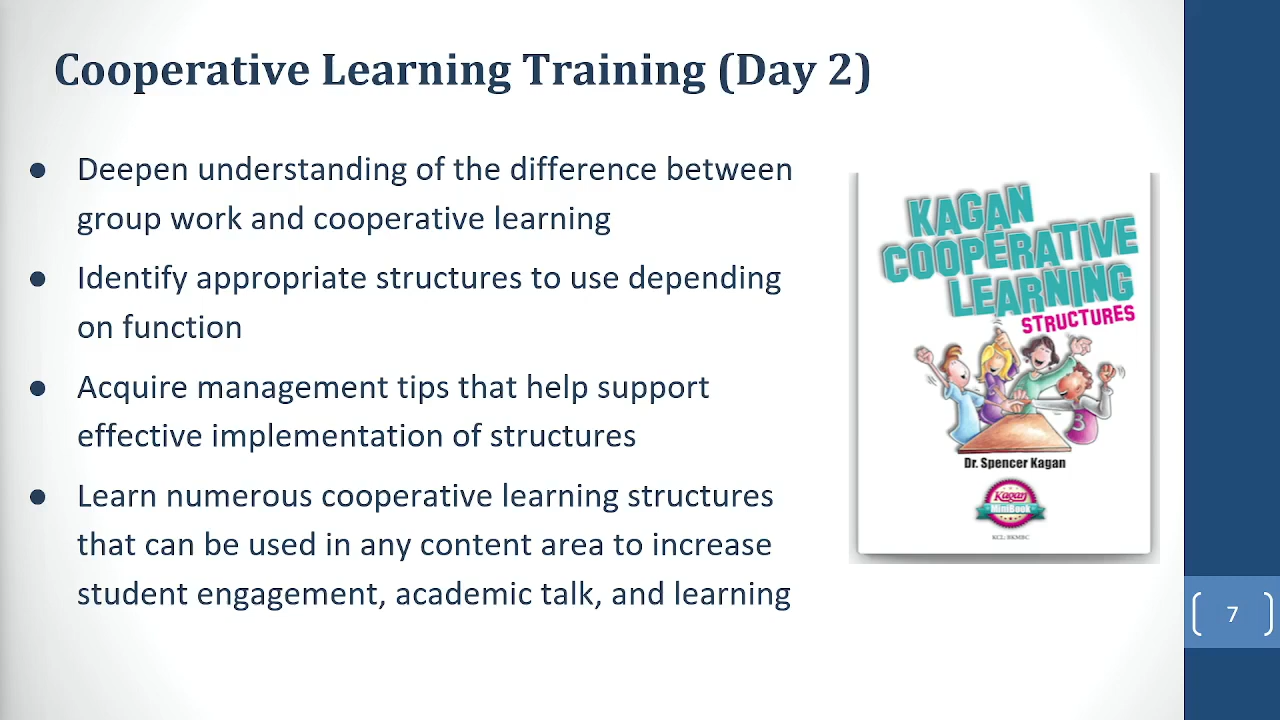 Cooperative Learning Training (Day 2)
● Deepen understanding of the difference between
group work and cooperative learning
● Identify appropriate structures to use depending
on function
● Acquire management tips that help support
effective implementation of structures
● Learn numerous cooperative learning structures
that can be used in any content area to increase
student engagement, academic talk, and learning
KAGAN
COOPERATIVE
LEARNING
STRUCTURES
3
Dr. Spencer Kagan
Kagan
MiniBook
7